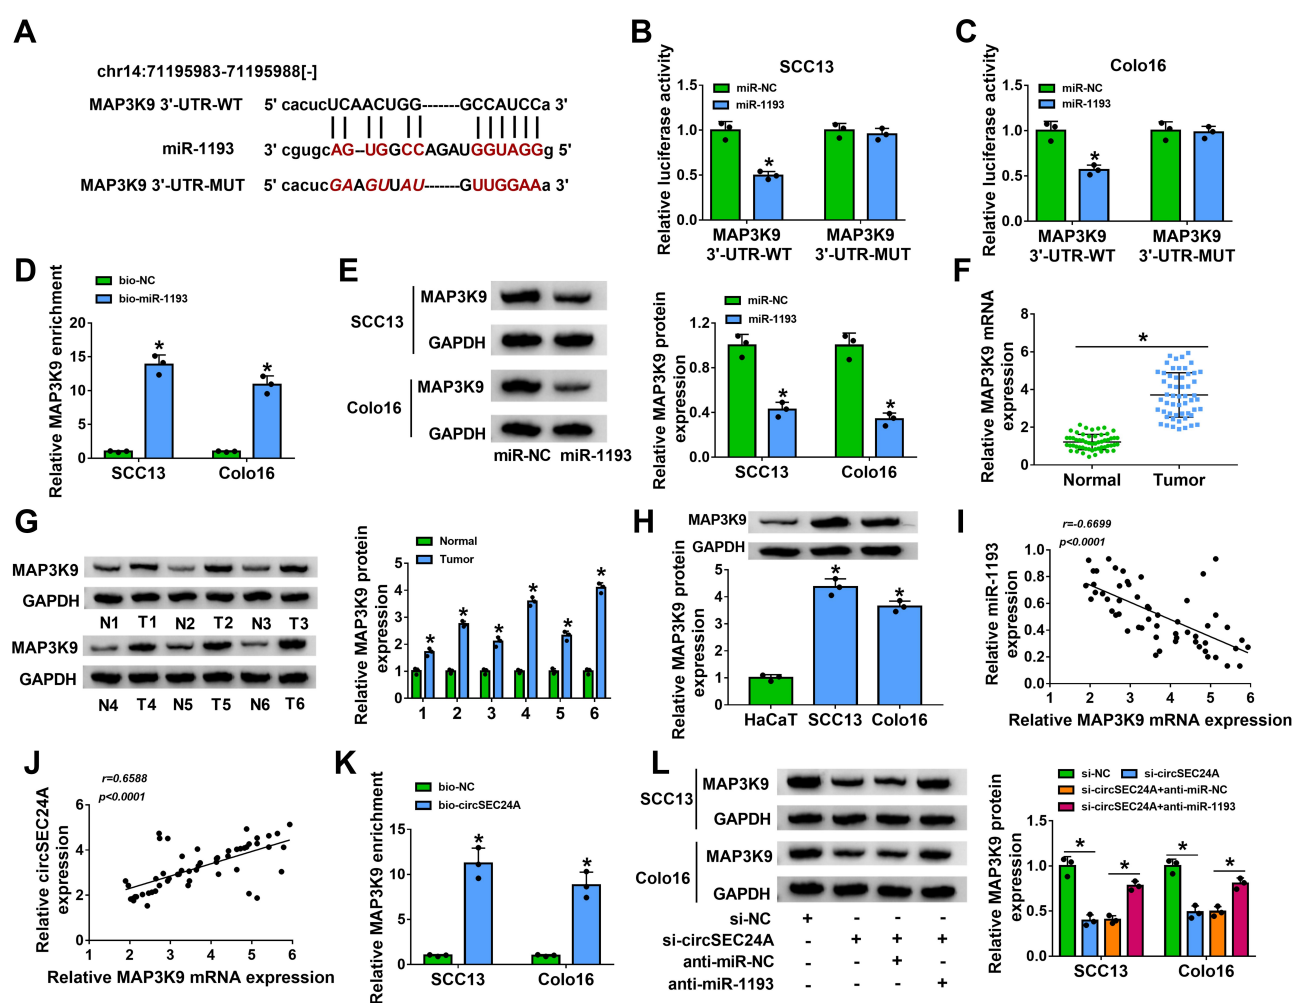 A
chr14:71195983-71195988[-]
MAP3K9 3'-UTR-WT 5' cacucUCAACUGG-------GCCAUCCa 3'
miR-1193 3' cgugcAG--UGGCCAGAUGGUAGGg 5'
MAP3K9 3'-UTR-MUT 5' cacucGAAGUUAU-------GUUGGAAa 3'
B
SCC13
miR-NC
miR-1193
Relative luciferase activity
1.5
1.0
0.5
0.0
*
MAP3K9 3'-UTR-WT
MAP3K9 3'-UTR-MUT
C
Colo16
miR-NC
miR-1193
Relative luciferase activity
1.5
1.0
0.5
0.0
*
MAP3K9 3'-UTR-WT
MAP3K9 3'-UTR-MUT
D
bio-NC
bio-miR-1193
Relative MAP3K9 enrichment
20
15
10
5
0
* *
SCC13 Colo16
E
SCC13
MAP3K9
GAPDH
Colo16
MAP3K9
GAPDH
miR-NC miR-1193
miR-NC
miR-1193
Relative MAP3K9 protein expression
1.2
0.8
0.4
0.0
* *
SCC13 Colo16
F
Relative MAP3K9 mRNA expression
8
6
4
2
0
*
Normal Tumor
G
MAP3K9
GAPDH
N1 T1 N2 T2 N3 T3
MAP3K9
GAPDH
N4 T4 N5 T5 N6 T6
Normal
Tumor
Relative MAP3K9 protein expression
5
4
3
2
1
0
* * * * * *
1 2 3 4 5 6
H
MAP3K9
GAPDH
Relative MAP3K9 protein expression
5
4
3
2
1
0
* *
HaCaT SCC13 Colo16
I
r=-0.6699
p<0.0001
Relative miR-1193 expression
1.0
0.8
0.6
0.4
0.2
0.0
1 2 3 4 5 6
Relative MAP3K9 mRNA expression
J
r=0.6588
p<0.0001
Relative circSEC24A expression
6
4
2
0
1 2 3 4 5 6
Relative MAP3K9 mRNA expression
K
bio-NC
bio-circSEC24A
Relative MAP3K9 enrichment
15
10
5
0
* *
SCC13 Colo16
L
SCC13
MAP3K9
GAPDH
Colo16
MAP3K9
GAPDH
si-NC + - - -
si-circSEC24A - + + +
anti-miR-NC - - + -
anti-miR-1193 - - - +
si-NC si-circSEC24A
si-circSEC24A+anti-miR-NC
si-circSEC24A+anti-miR-1193
Relative MAP3K9 protein expression
1.5
1.0
0.5
0.0
* * * *
SCC13 Colo16